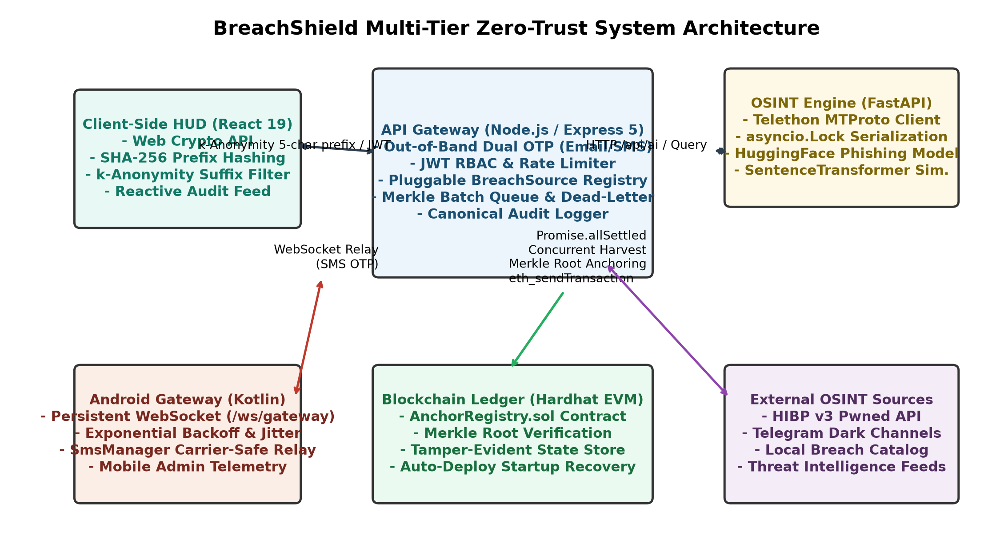 BreachShield Multi-Tier Zero-Trust System Architecture
Client-Side HUD (React 19)
- Web Crypto API
- SHA-256 Prefix Hashing
- k-Anonymity Suffix Filter
- Reactive Audit Feed
k-Anonymity 5-char prefix / JWT
API Gateway (Node.js / Express 5)
- Out-of-Band Dual OTP (Email/SMS)
- JWT RBAC & Rate Limiter
- Pluggable BreachSource Registry
- Merkle Batch Queue & Dead-Letter
- Canonical Audit Logger
HTTP /api/ai / Query
OSINT Engine (FastAPI)
- Telethon MTProto Client
- asyncio.Lock Serialization
- HuggingFace Phishing Model
- SentenceTransformer Sim.
WebSocket Relay
(SMS OTP)
Promise.allSettled
Concurrent Harvest
Merkle Root Anchoring
eth_sendTransaction
Android Gateway (Kotlin)
- Persistent WebSocket (/ws/gateway)
- Exponential Backoff & Jitter
- SmsManager Carrier-Safe Relay
- Mobile Admin Telemetry
Blockchain Ledger (Hardhat EVM)
- AnchorRegistry.sol Contract
- Merkle Root Verification
- Tamper-Evident State Store
- Auto-Deploy Startup Recovery
External OSINT Sources
- HIBP v3 Pwned API
- Telegram Dark Channels
- Local Breach Catalog
- Threat Intelligence Feeds